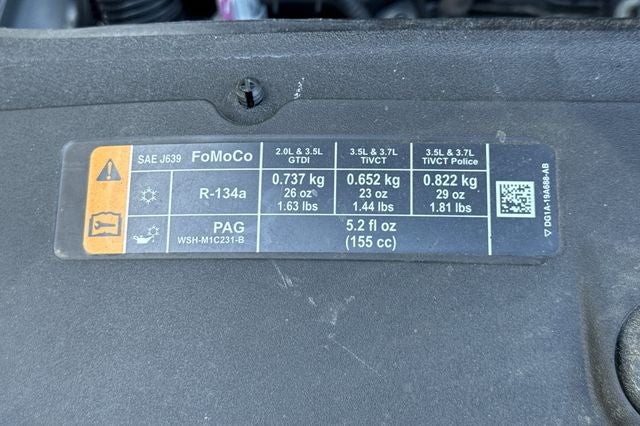 SAE J639 FoMoCo 2.0L & 3.5L GTDI 3.5L & 3.7L TiVCT 3.5L & 3.7L TiVCT Police
R-134a 0.737 kg 26 oz 1.63 lbs 0.652 kg 23 oz 1.44 lbs 0.822 kg 29 oz 1.81 lbs
PAG WSH-M1C231-B 5.2 fl oz (155 cc)
DG1A-19A688-AB